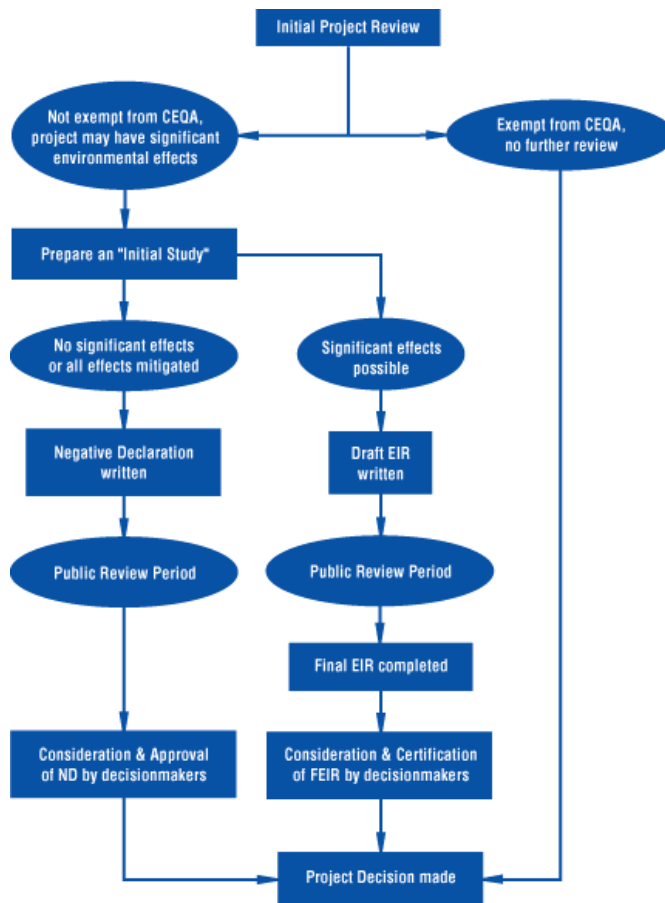 Initial Project Review
Not exempt from CEQA,
project may have significant
environmental effects
Exempt from CEQA,
no further review
Prepare an "Initial Study"
No significant effects
or all effects mitigated
Significant effects
possible
Negative Declaration
written
Draft EIR
written
Public Review Period
Public Review Period
Final EIR completed
Consideration & Approval
of ND by decisionmakers
Consideration & Certification
of FEIR by decisionmakers
Project Decision made